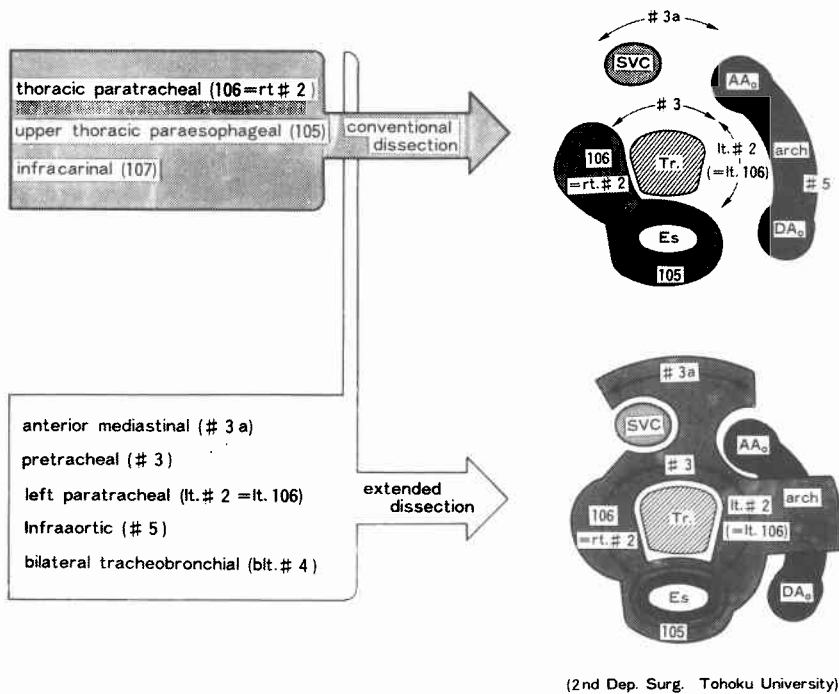 thoracic paratracheal (106=rt # 2)
upper thoracic paraesophageal (105)
infracarinal (107)
conventional
dissection
# 3a
SVC
AAo
# 3
106
=rt.# 2
Tr.
lt.# 2
(=lt.106)
arch
# 5
Es
DAo
105
anterior mediastinal (# 3 a)
pretracheal (# 3)
left paratracheal (lt.# 2 =lt. 106)
Infraaortic (# 5)
bilateral tracheobronchial (blt.# 4)
extended
dissection
# 3a
SVC
AAo
# 3
106
=rt.# 2
Tr.
lt.# 2
(=lt.106)
arch
Es
DAo
105
(2nd Dep. Surg. Tohoku University)